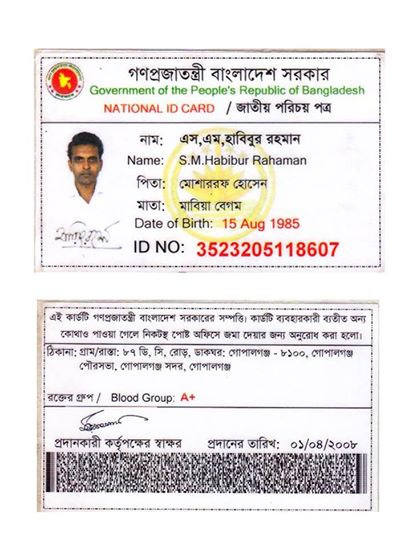 গণপ্রজাতন্ত্রী বাংলাদেশ সরকার
Government of the People's Republic of Bangladesh
NATIONAL ID CARD / জাতীয় পরিচয় পত্র
নাম: এস,এম,হাবিবুর রহমান
Name: S.M.Habibur Rahaman
পিতা: মোশাররফ হোসেন
মাতা: মাবিয়া বেগম
Date of Birth: 15 Aug 1985
ID NO: 3523205118607
এই কার্ডটি গণপ্রজাতন্ত্রী বাংলাদেশ সরকারের সম্পত্তি। কার্ডটি ব্যবহারকারী ব্যতীত অন্য
কোথাও পাওয়া গেলে নিকটস্থ পোষ্ট অফিসে জমা দেয়ার জন্য অনুরোধ করা হলো।
ঠিকানা: গ্রাম/রাস্তা: ৮৭ ডি, সি, রোড়, ডাকঘর: গোপালগঞ্জ - ৮১০০, গোপালগঞ্জ
পৌরসভা, গোপালগঞ্জ সদর, গোপালগঞ্জ
রক্তের গ্রুপ / Blood Group: A+
প্রদানকারী কর্তৃপক্ষের স্বাক্ষর প্রদানের তারিখ: ০১/০৪/২০০৮